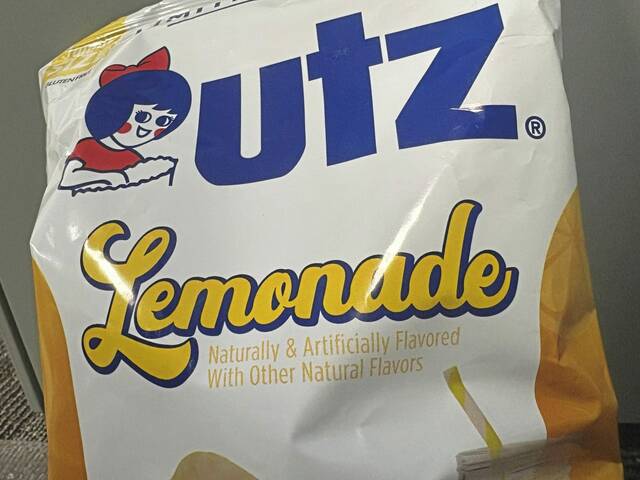 utz®
Lemonade
Naturally & Artificially Flavored
With Other Natural Flavors